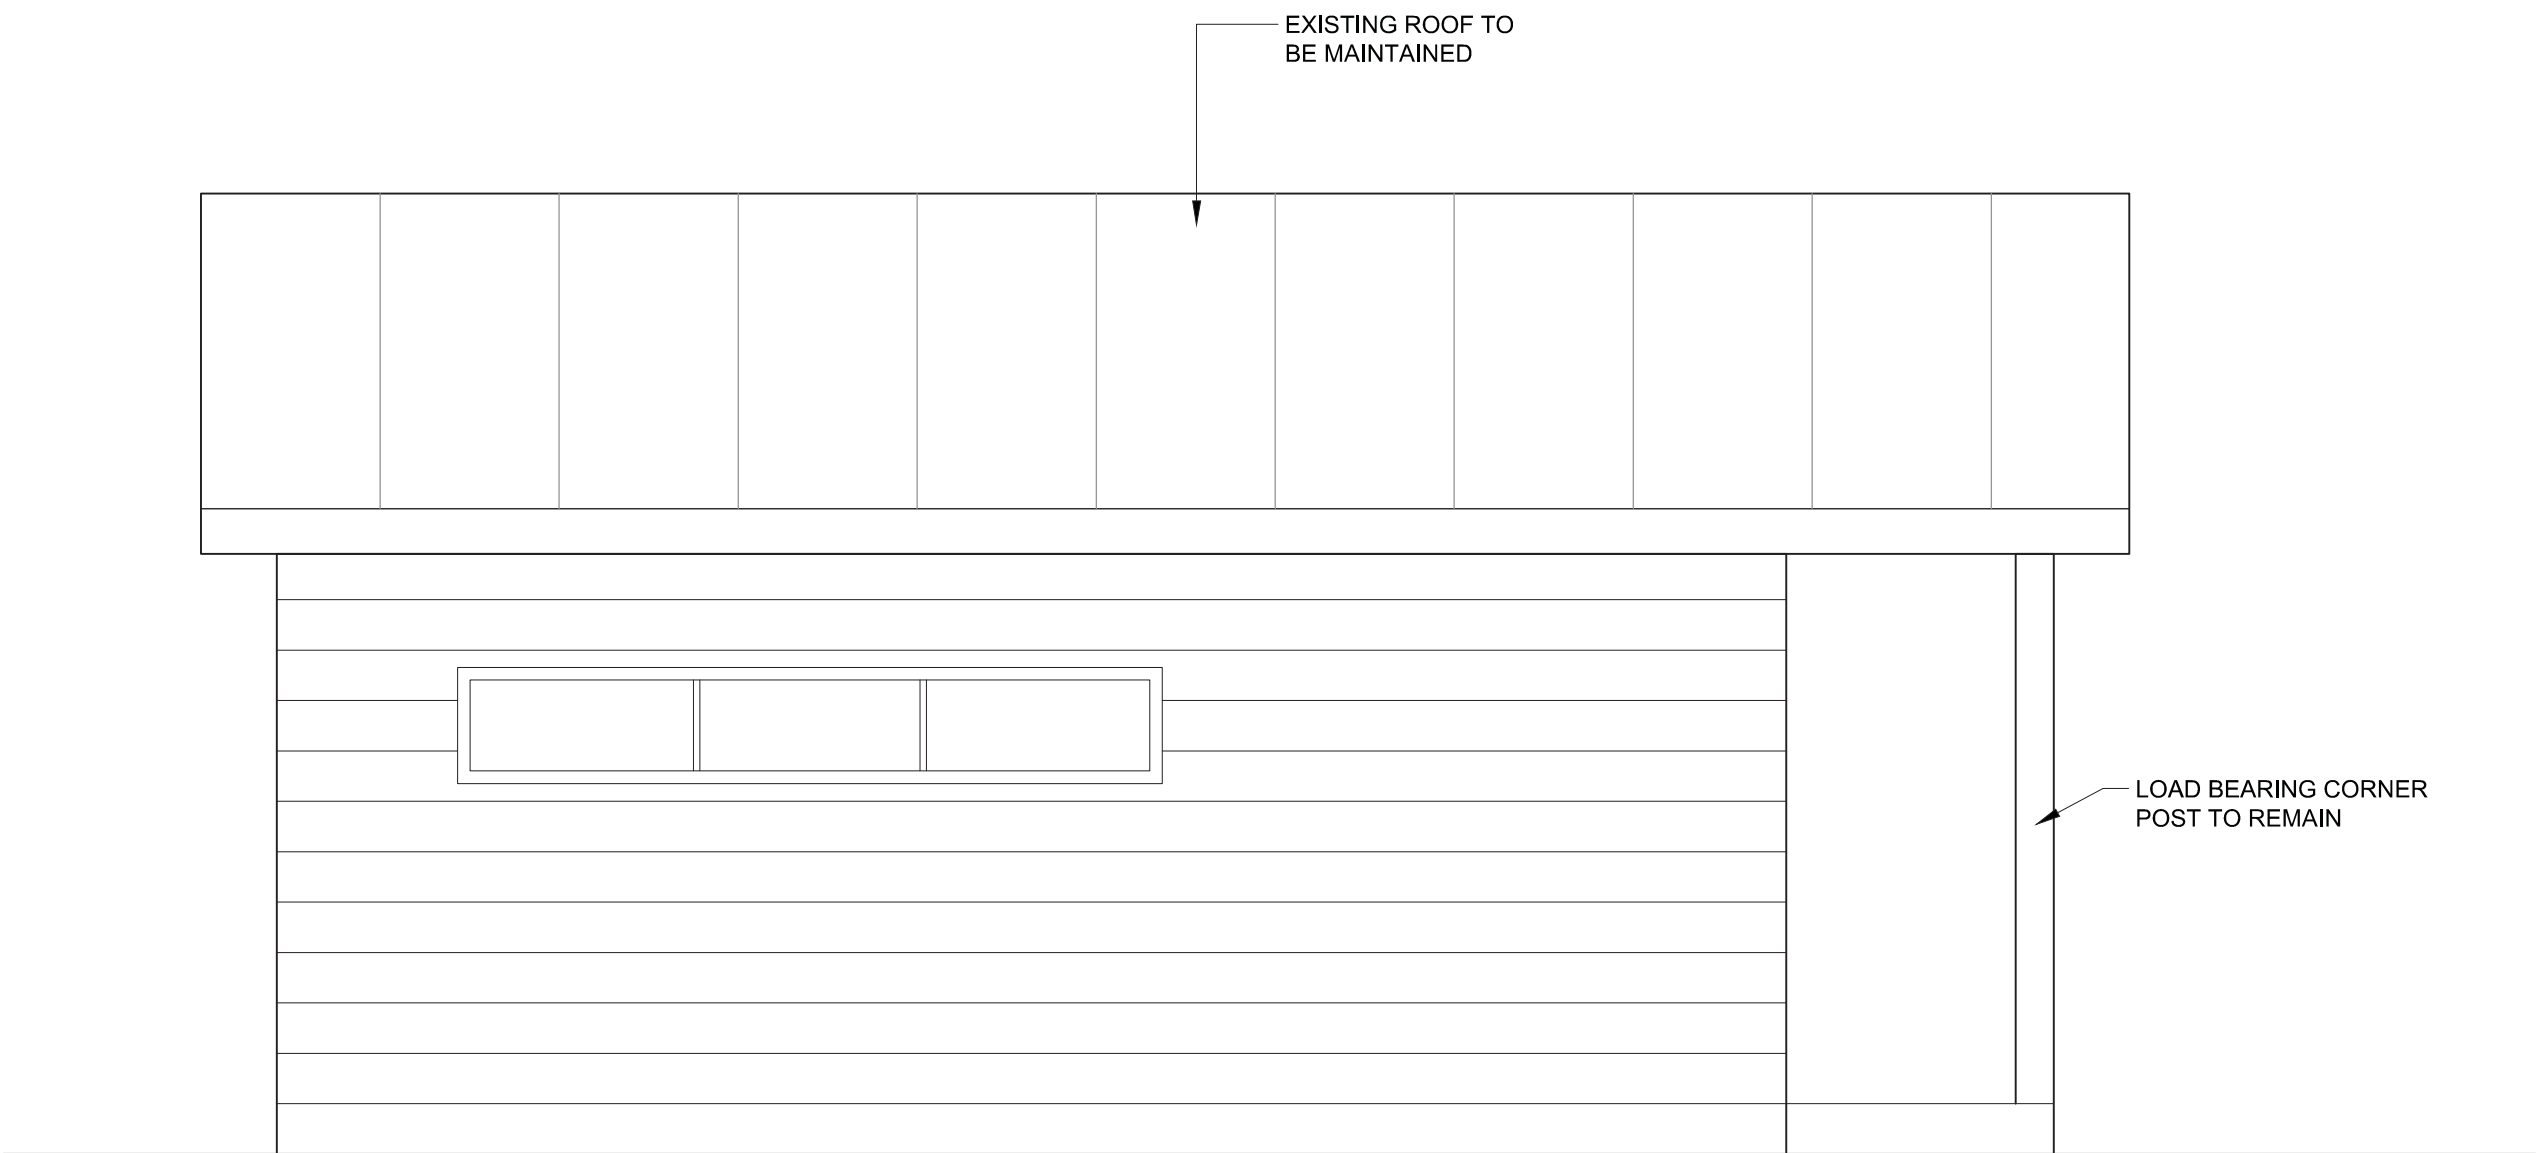 EXISTING ROOF TO
BE MAINTAINED
LOAD BEARING CORNER
POST TO REMAIN